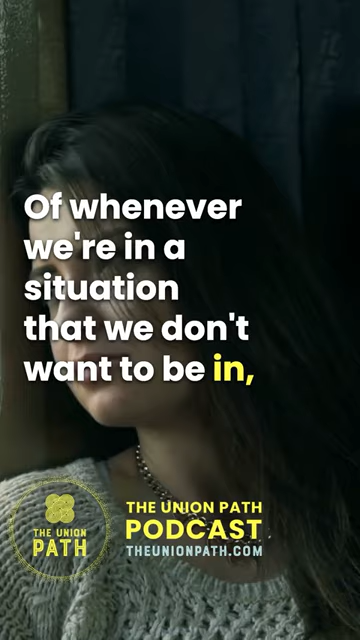 Of whenever
we're in a
situation
that we don't
want to be in,
THE UNION
PATH
THE UNION PATH
PODCAST
THEUNIONPATH.COM